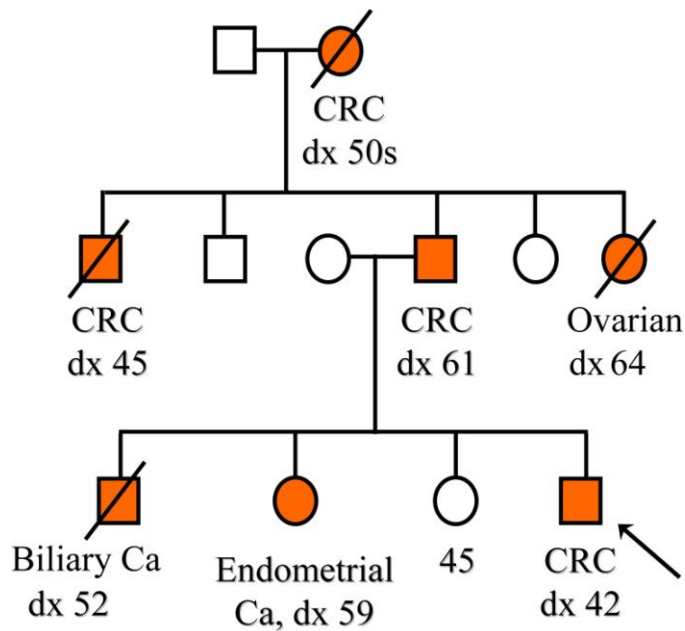 CRC
dx 50s
CRC
dx 45
CRC
dx 61
Ovarian
dx 64
Biliary Ca
dx 52
Endometrial
Ca, dx 59
45
CRC
dx 42